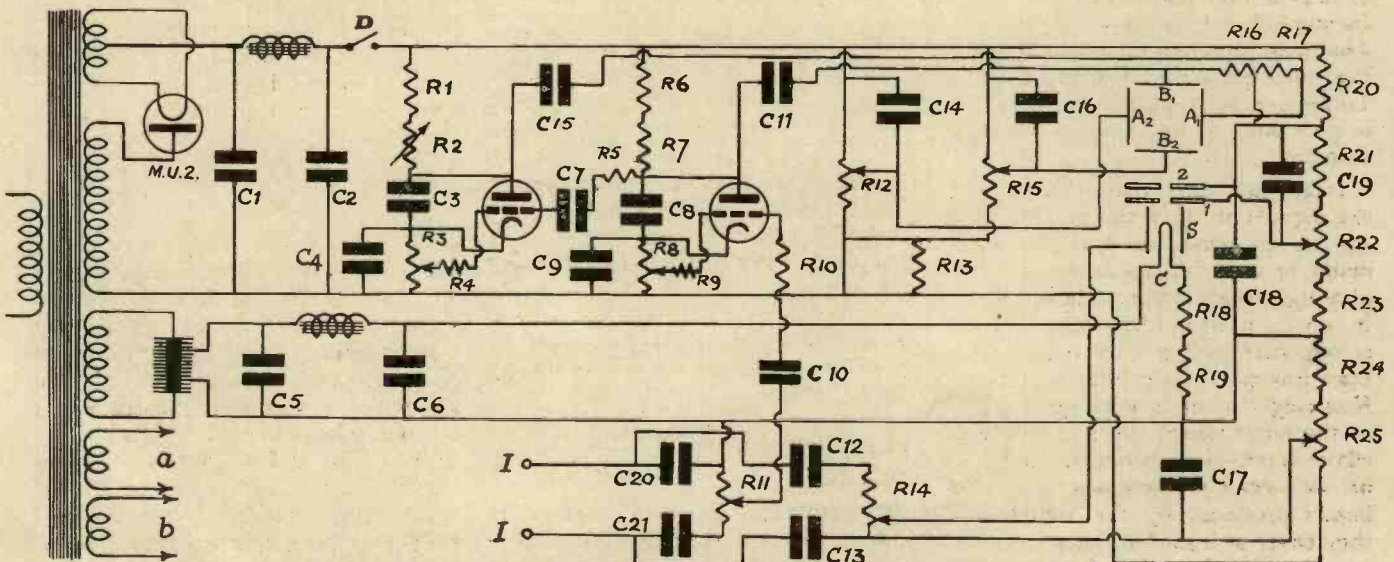 D
R16 R17
R1
C15
R6
C11
C14
C16
B1
A2
A1
B2
R20
M.U.2.
C1
C2
R2
C3
C7
R5
R7
C8
R12
R15
R21
C19
2
1
S
C
R22
C4
R3
R4
C9
R8
R9
R10
R13
C18
R23
R18
C5
C6
C10
R19
R24
a
I
C20
C12
R11
R14
R25
C17
b
I
C21
C13